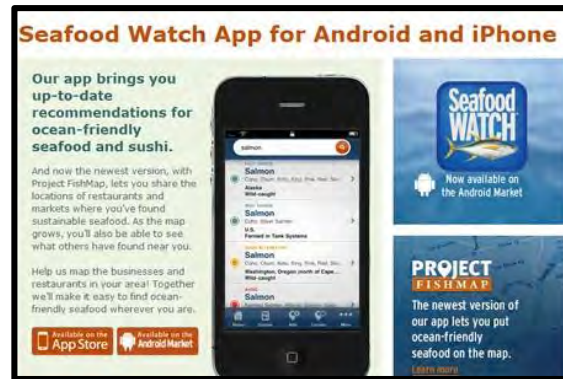 Seafood Watch App for Android and iPhone
Our app brings you
up-to-date
recommendations for
ocean-friendly
seafood and sushi.
And now the newest version, with
Project FishMap, lets you share the
locations of restaurants and
markets where you've found
sustainable seafood. As the map
grows, you'll also be able to see
what others have found near you.
Help us map the businesses and
restaurants in your area! Together
we'll make it easy to find ocean-
friendly seafood wherever you are.
Available on the
App Store
Available on the
Android Market
salmon
Salmon
Alaska
Wild-caught
Salmon
U.S.
Farmed in Tank Systems
Salmon
Washington, Oregon (north of Cape...
Wild-caught
Seafood
WATCH
Now available on
the Android Market
PROJECT
FISHMAP
The newest version of
our app lets you put
ocean-friendly
seafood on the map.
Learn more